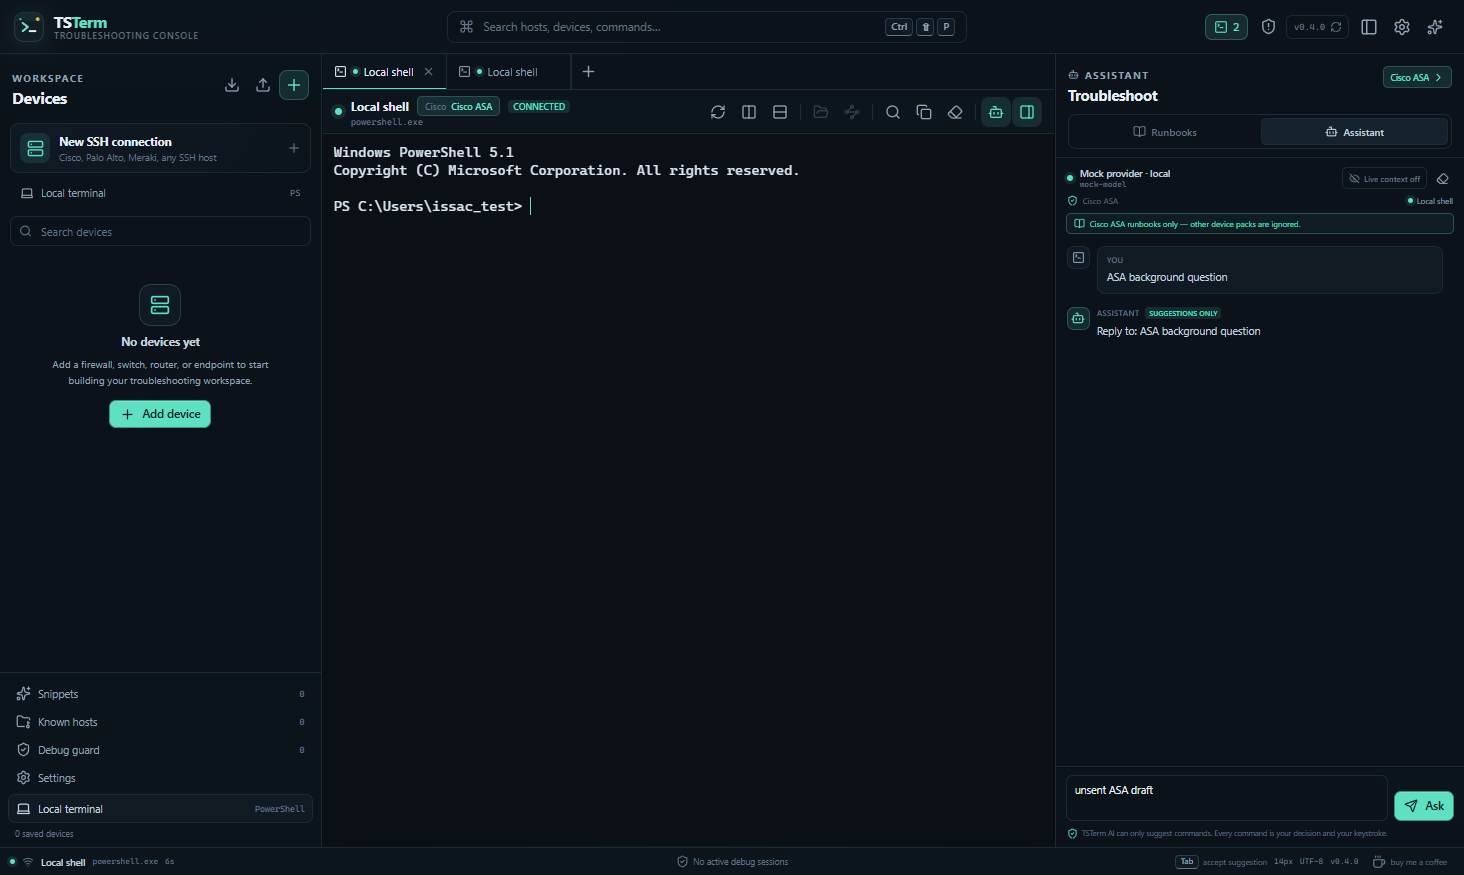 TSTerm
TROUBLESHOOTING CONSOLE
Search hosts, devices, commands...
Ctrl
P
2
v0.4.0
WORKSPACE
Devices
New SSH connection
Cisco, Palo Alto, Meraki, any SSH host
Local terminal
PS
Search devices
No devices yet
Add a firewall, switch, router, or endpoint to start
building your troubleshooting workspace.
Add device
Snippets
0
Known hosts
0
Debug guard
0
Settings
Local terminal
PowerShell
0 saved devices
Local shell
Local shell
Local shell
Cisco Cisco ASA
CONNECTED
powershell.exe
Windows PowerShell 5.1
Copyright (C) Microsoft Corporation. All rights reserved.
PS C:\Users\issac_test>
ASSISTANT
Troubleshoot
Cisco ASA
Runbooks
Assistant
Mock provider · local
mock-model
Live context off
Cisco ASA
Local shell
Cisco ASA runbooks only — other device packs are ignored.
YOU
ASA background question
ASSISTANT
SUGGESTIONS ONLY
Reply to: ASA background question
unsent ASA draft
Ask
TSTerm AI can only suggest commands. Every command is your decision and your keystroke.
Local shell
powershell.exe
6s
No active debug sessions
Tab
accept suggestion
14px
UTF-8
v0.4.0
buy me a coffee